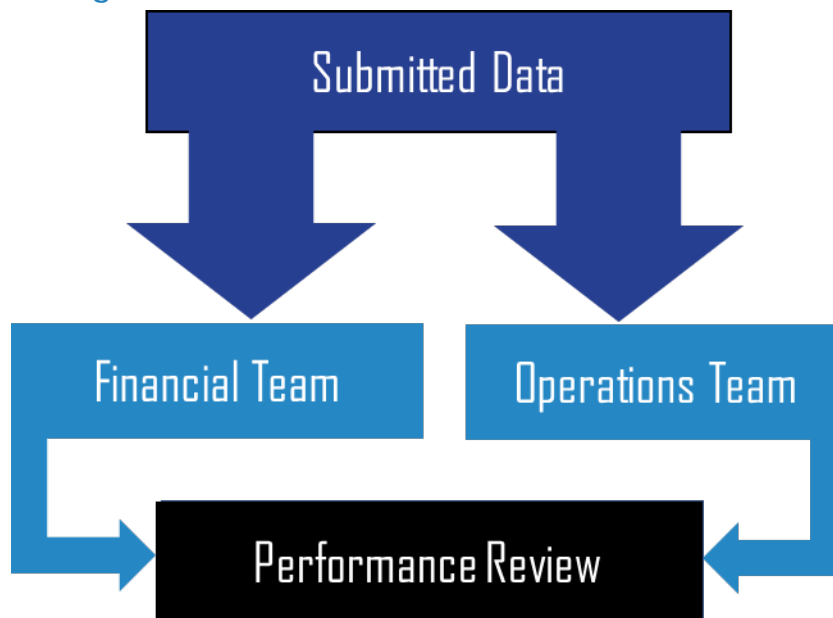 Submitted Data
Financial Team
Operations Team
Performance Review